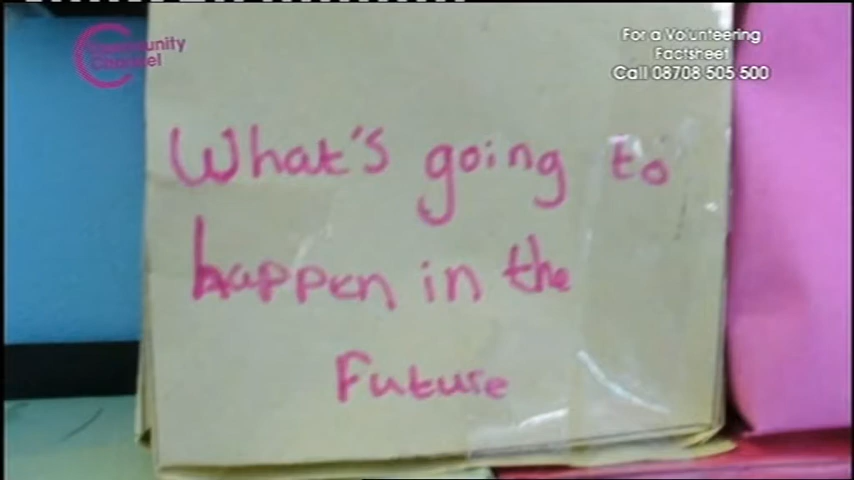 Community
Channel
For a Volunteering
Factsheet
Call 08708 505 500
What's going to
happen in the
Future